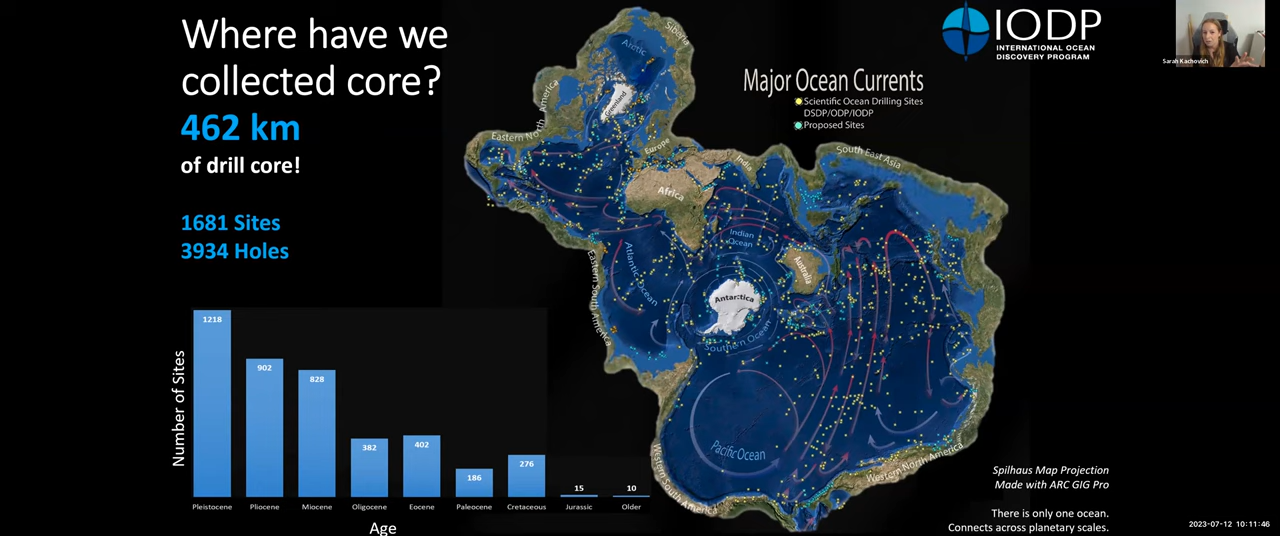 Where have we
collected core?
462 km
of drill core!
1681 Sites
3934 Holes
IODP
INTERNATIONAL OCEAN
DISCOVERY PROGRAM
Sarah Kachovich
Major Ocean Currents
Scientific Ocean Drilling Sites
DSDP/ODP/IODP
Proposed Sites
Arctic
Siberia
Greenland
Eastern North America
Europe
India
South East Asia
Africa
Indian
Ocean
Australia
Atlantic Ocean
Eastern South America
Antarctica
Southern Ocean
Pacific Ocean
Western South America
Western North America
Number of Sites
1218
902
828
382
402
186
276
15
10
Pleistocene
Pliocene
Miocene
Oligocene
Eocene
Paleocene
Cretaceous
Jurassic
Older
Age
Spilhaus Map Projection
Made with ARC GIG Pro
There is only one ocean.
Connects across planetary scales.
2023-07-12 10:11:46